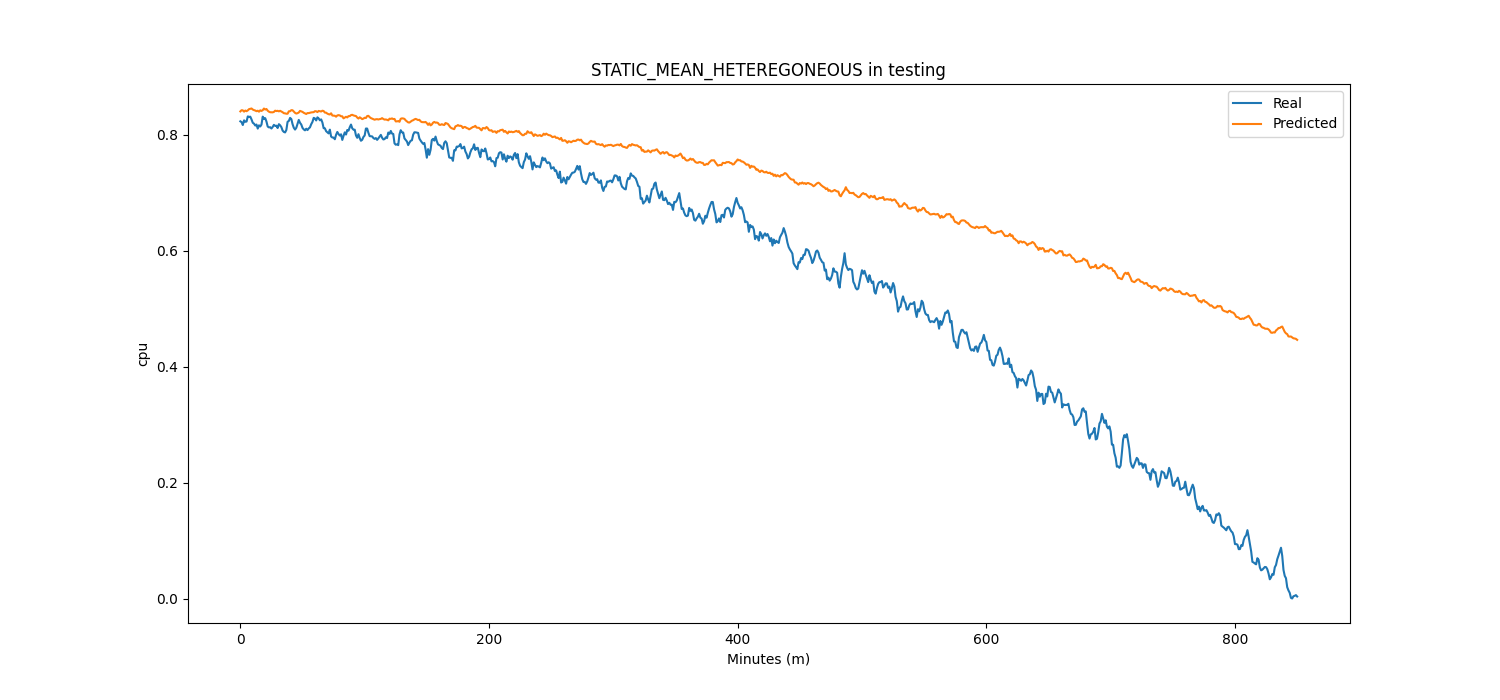 STATIC_MEAN_HETEREGONEOUS in testing
Real
Predicted
0.8
0.6
0.4
0.2
0.0
cpu
0
200
400
600
800
Minutes (m)